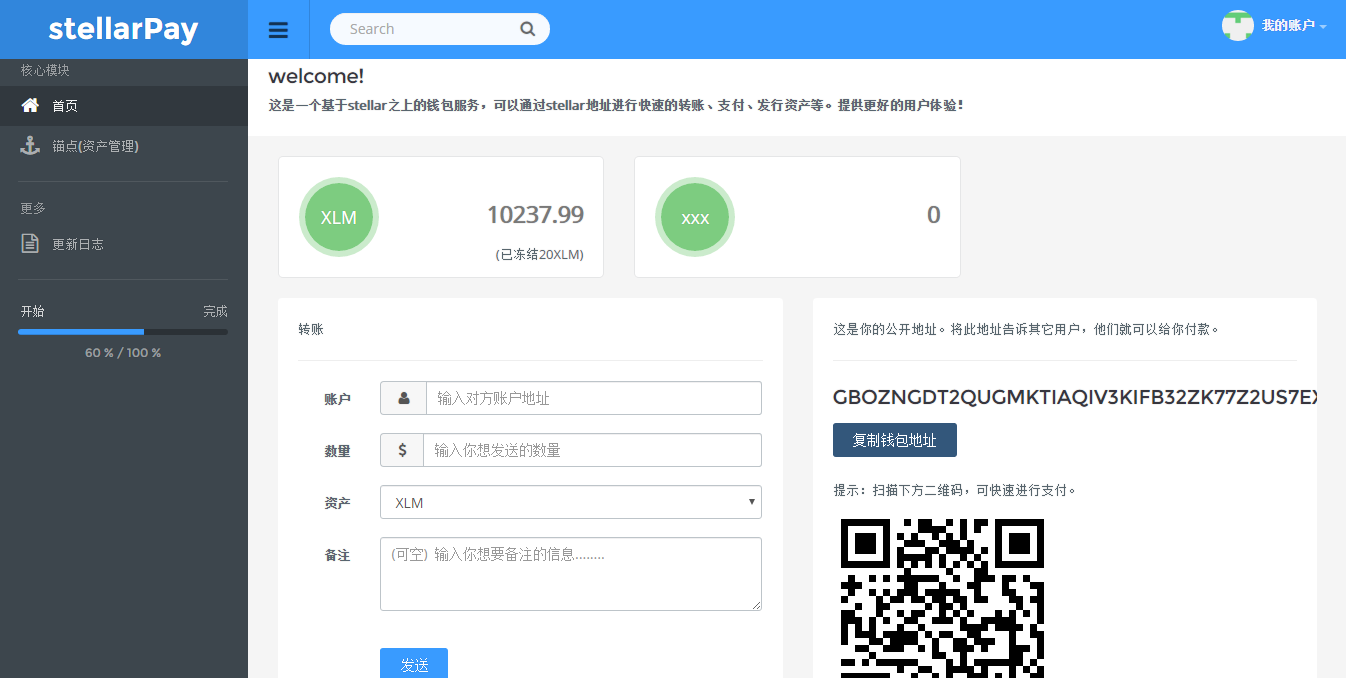 stellarPay
Search
我的账户
核心模块
首页
锚点(资产管理)
更多
更新日志
开始 完成
60 % / 100 %
welcome!
这是一个基于stellar之上的钱包服务，可以通过stellar地址进行快速的转账、支付、发行资产等。提供更好的用户体验！
XLM
10237.99
(已冻结20XLM)
xxx
0
转账
账户
输入对方账户地址
数量
$
输入你想发送的数量
资产
XLM
备注
(可空) 输入你想要备注的信息........
发送
这是你的公开地址。将此地址告诉其它用户，他们就可以给你付款。
GBOZNGDT2QUGMKTIAQIV3KIFB32ZK77Z2US7EX
复制钱包地址
提示：扫描下方二维码，可快速进行支付。